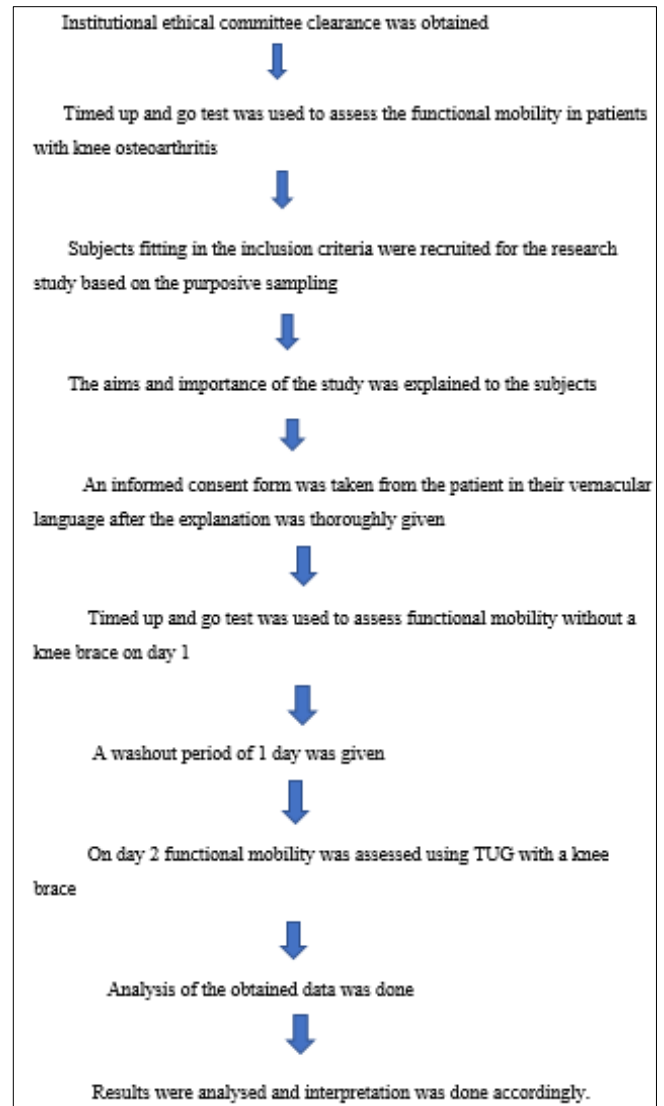 Institutional ethical committee clearance was obtained
Timed up and go test was used to assess the functional mobility in patients
with knee osteoarthritis
Subjects fitting in the inclusion criteria were recruited for the research
study based on the purposive sampling
The aims and importance of the study was explained to the subjects
An informed consent form was taken from the patient in their vernacular
language after the explanation was thoroughly given
Timed up and go test was used to assess functional mobility without a
knee brace on day 1
A washout period of 1 day was given
On day 2 functional mobility was assessed using TUG with a knee
brace
Analysis of the obtained data was done
Results were analysed and interpretation was done accordingly.